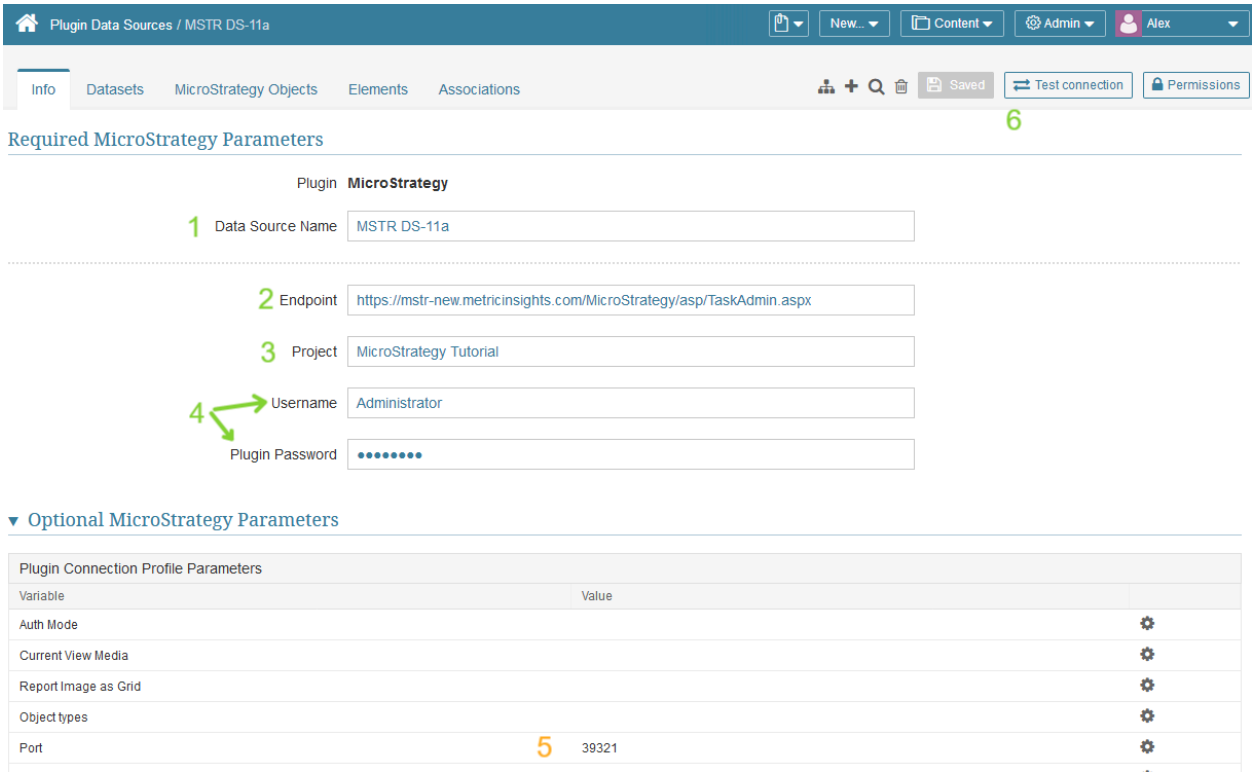 Plugin Data Sources / MSTR DS-11a New... Content Admin Alex
Info Datasets MicroStrategy Objects Elements Associations Saved Test connection Permissions
6
Required MicroStrategy Parameters
Plugin MicroStrategy
1 Data Source Name MSTR DS-11a
2 Endpoint https://mstr-new.metricinsights.com/MicroStrategy/asp/TaskAdmin.aspx
3 Project MicroStrategy Tutorial
4 Username Administrator
Plugin Password ••••••••
▼ Optional MicroStrategy Parameters
Plugin Connection Profile Parameters
Variable Value
Auth Mode
Current View Media
Report Image as Grid
Object types
Port 5 39321